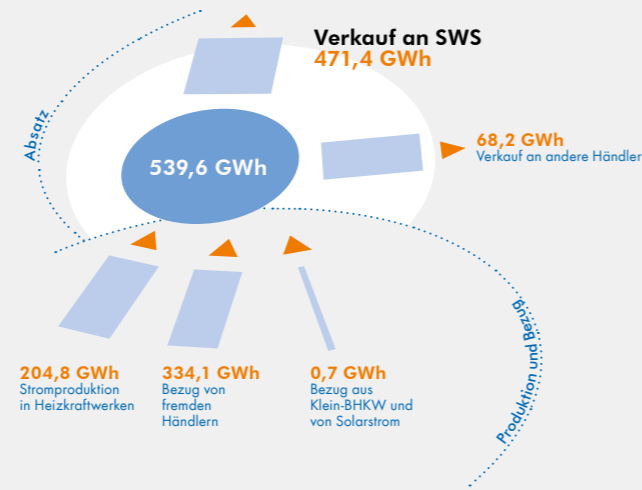 Verkauf an SWS
471,4 GWh
Absatz
539,6 GWh
68,2 GWh
Verkauf an andere Händler
204,8 GWh
Stromproduktion
in Heizkraftwerken
334,1 GWh
Bezug von
fremden
Händlern
0,7 GWh
Bezug aus
Klein-BHKW und
von Solarstrom
Produktion und Bezug